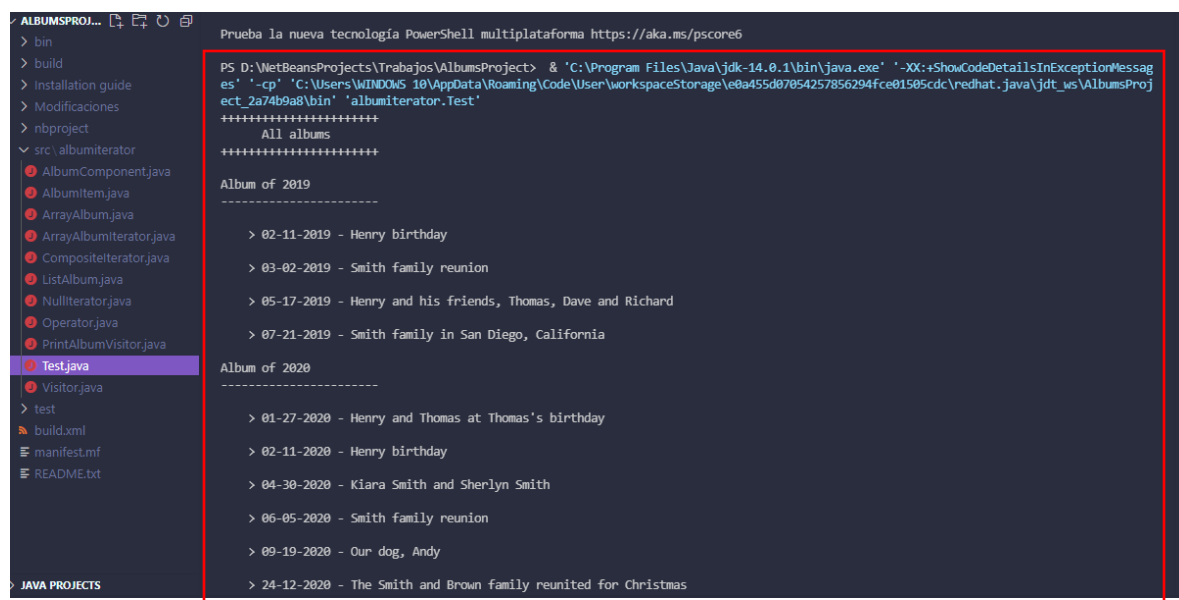 ALBUMSPROJ...
bin
build
Installation guide
Modificaciones
nbproject
src\albumiterator
AlbumComponent.java
AlbumItem.java
ArrayAlbum.java
ArrayAlbumIterator.java
CompositeIterator.java
ListAlbum.java
NullIterator.java
Operator.java
PrintAlbumVisitor.java
Test.java
Visitor.java
test
build.xml
manifest.mf
README.txt
JAVA PROJECTS
Prueba la nueva tecnología PowerShell multiplataforma https://aka.ms/pscore6
PS D:\NetBeansProjects\Trabajos\AlbumsProject>  & 'C:\Program Files\Java\jdk-14.0.1\bin\java.exe' '-XX:+ShowCodeDetailsInExceptionMessag
es' '-cp' 'C:\Users\WINDOWS 10\AppData\Roaming\Code\User\workspaceStorage\e0a455d07054257856294fce01505cdc\redhat.java\jdt_ws\AlbumsProj
ect_2a74b9a8\bin' 'albumiterator.Test'
+++++++++++++++++++++++
All albums
+++++++++++++++++++++++
Album of 2019
-----------------------
> 02-11-2019 - Henry birthday
> 03-02-2019 - Smith family reunion
> 05-17-2019 - Henry and his friends, Thomas, Dave and Richard
> 07-21-2019 - Smith family in San Diego, California
Album of 2020
-----------------------
> 01-27-2020 - Henry and Thomas at Thomas's birthday
> 02-11-2020 - Henry birthday
> 04-30-2020 - Kiara Smith and Sherlyn Smith
> 06-05-2020 - Smith family reunion
> 09-19-2020 - Our dog, Andy
> 24-12-2020 - The Smith and Brown family reunited for Christmas